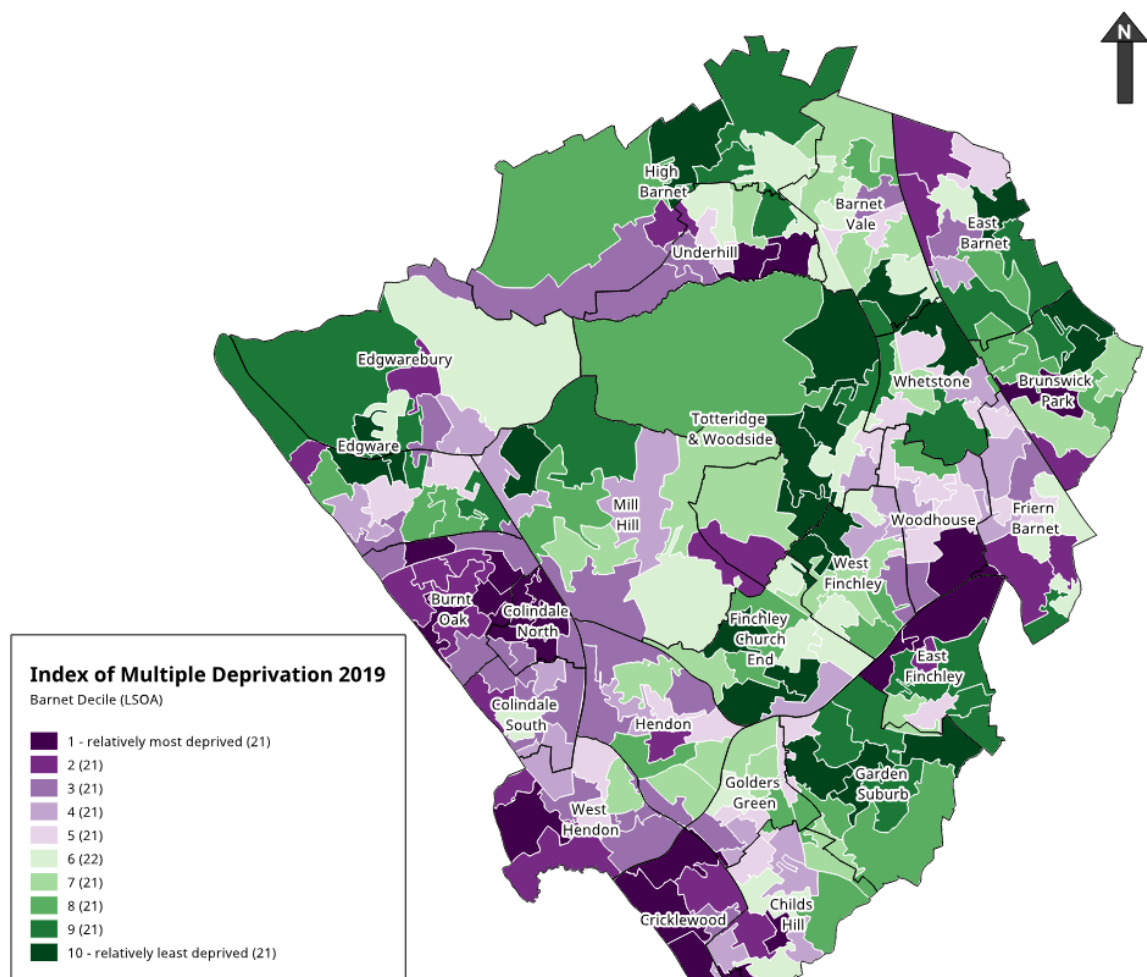 N
High
Barnet
Barnet
Vale
East
Barnet
Underhill
Edgwarebury
Whetstone
Brunswick
Park
Totteridge
& Woodside
Edgware
Mill
Hill
Woodhouse
Friern
Barnet
West
Finchley
Burnt
Oak
Colindale
North
Finchley
Church
End
East
Finchley
Colindale
South
Hendon
Garden
Suburb
Golders
Green
West
Hendon
Childs
Hill
Cricklewood
Index of Multiple Deprivation 2019
Barnet Decile (LSOA)
1 - relatively most deprived (21)
2 (21)
3 (21)
4 (21)
5 (21)
6 (22)
7 (21)
8 (21)
9 (21)
10 - relatively least deprived (21)